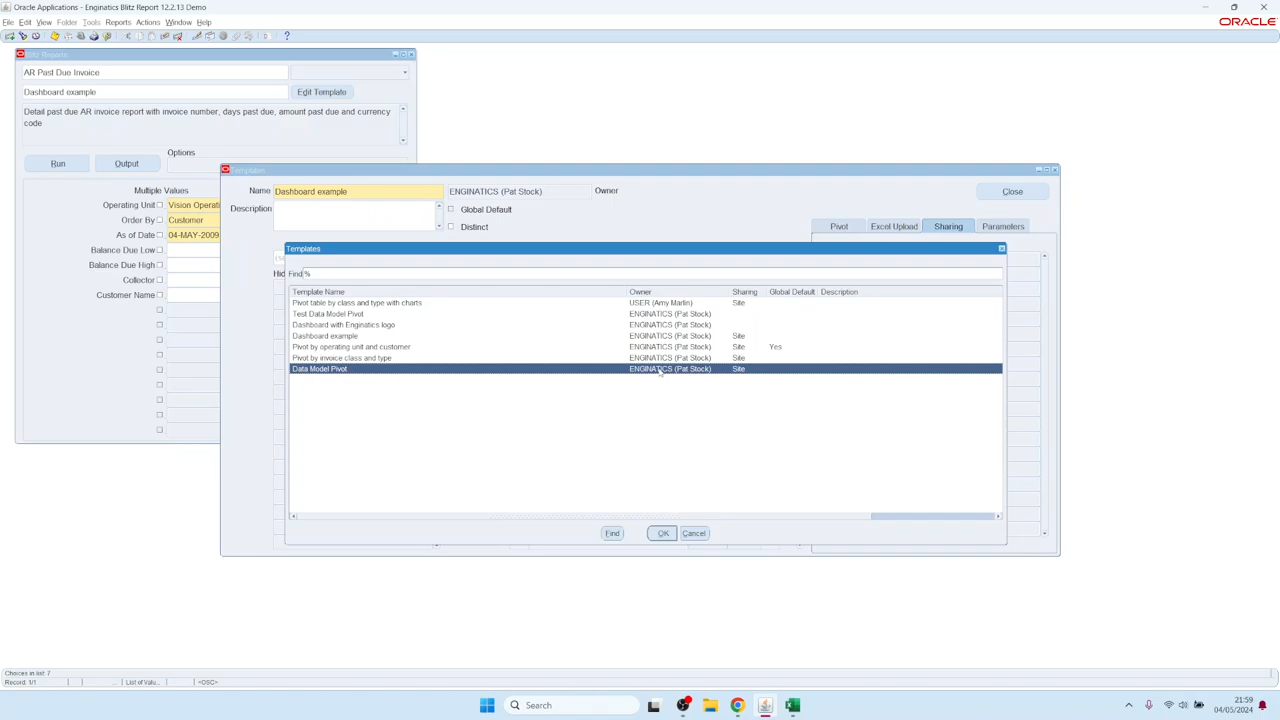 Oracle Applications - Enginatics Blitz Report 12.2.13 Demo
File Edit View Folder Tools Reports Actions Window Help
ORACLE
Blitz Reports
AR Past Due Invoice
Dashboard example
Edit Template
Detail past due AR invoice report with invoice number, days past due, amount past due and currency
code
Options
Run
Output
Multiple Values
Operating Unit
Vision Operati
Order By
Customer
As of Date
04-MAY-2009
Balance Due Low
Balance Due High
Collector
Customer Name
Templates
Name
Dashboard example
ENGINATICS (Pat Stock)
Owner
Close
Description
Global Default
Distinct
Pivot
Excel Upload
Sharing
Parameters
Hid
Templates
Find %
Template Name Owner Sharing Global Default Description
Pivot table by class and type with charts USER (Amy Marlin) Site
Test Data Model Pivot ENGINATICS (Pat Stock)
Dashboard with Enginatics logo ENGINATICS (Pat Stock)
Dashboard example ENGINATICS (Pat Stock) Site
Pivot by operating unit and customer ENGINATICS (Pat Stock) Site Yes
Pivot by invoice class and type ENGINATICS (Pat Stock) Site
Data Model Pivot ENGINATICS (Pat Stock) Site
Find
OK
Cancel
Choices in list: 7
Record: 1/1 ... List of Valu... <OSC>
Search
21:59
04/05/2024